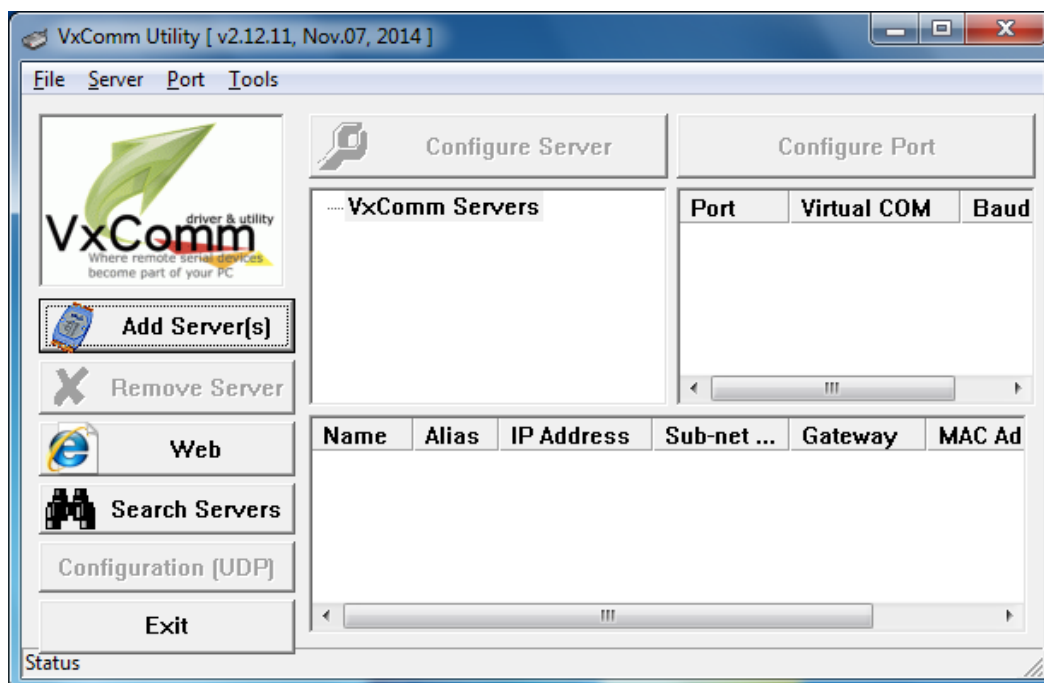 VxComm Utility [ v2.12.11, Nov.07, 2014 ]
File Server Port Tools
driver & utility
VxComm
Where remote serial devices
become part of your PC
Configure Server
Configure Port
VxComm Servers
Port Virtual COM Baud
Add Server(s)
Remove Server
Web
Search Servers
Configuration (UDP)
Exit
Name Alias IP Address Sub-net ... Gateway MAC Ad
Status